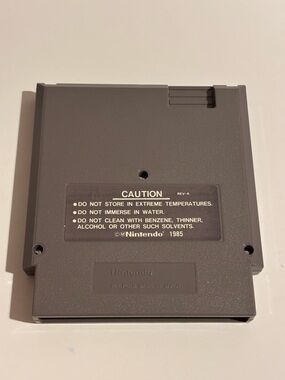 CAUTION REV-A
● DO NOT STORE IN EXTREME TEMPERATURES.
● DO NOT IMMERSE IN WATER.
● DO NOT CLEAN WITH BENZENE, THINNER,
ALCOHOL OR OTHER SUCH SOLVENTS.
©Nintendo 1985
Nintendo